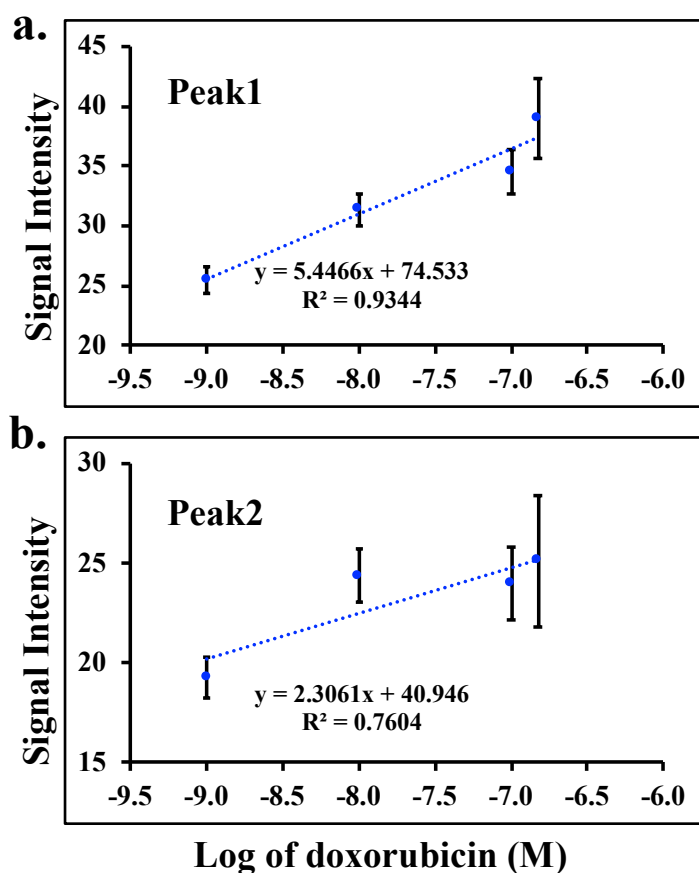 a.
Peak1
Signal Intensity
45
40
35
30
25
20
y = 5.4466x + 74.533
R² = 0.9344
-9.5 -9.0 -8.5 -8.0 -7.5 -7.0 -6.5 -6.0
b.
Peak2
Signal Intensity
30
25
20
15
y = 2.3061x + 40.946
R² = 0.7604
-9.5 -9.0 -8.5 -8.0 -7.5 -7.0 -6.5 -6.0
Log of doxorubicin (M)